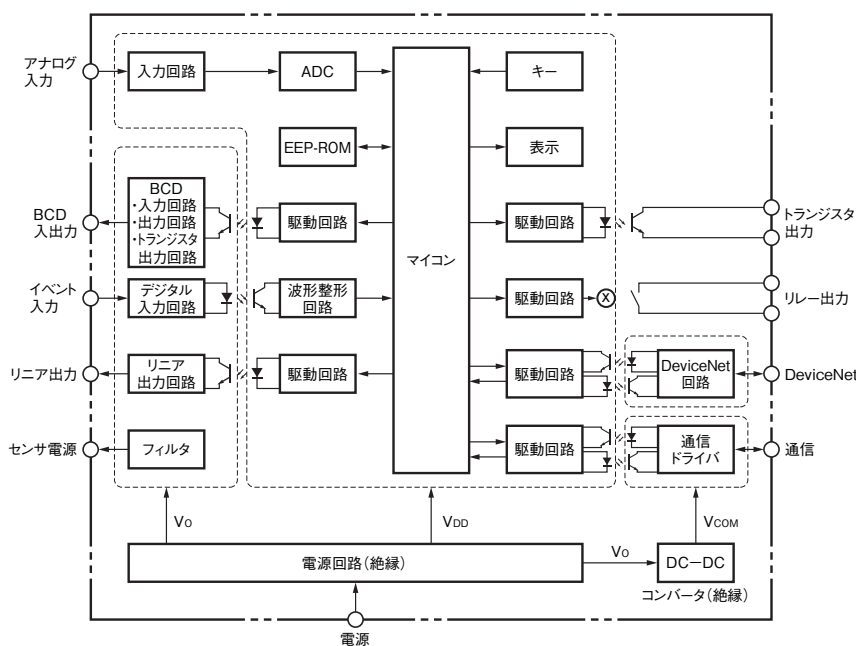 アナログ
入力
入力回路
ADC
キー
EEP-ROM
表示
BCD
入出力
BCD
・入力回路
・出力回路
・トランジスタ
出力回路
駆動回路
マイコン
駆動回路
トランジスタ
出力
イベント
入力
デジタル
入力回路
波形整形
回路
駆動回路
X
リレー出力
リニア出力
リニア
出力回路
駆動回路
駆動回路
DeviceNet
回路
DeviceNet
センサ電源
フィルタ
駆動回路
通信
ドライバ
通信
VO
VDD
VCOM
電源回路(絶縁)
VO
DC－DC
コンバータ(絶縁)
電源